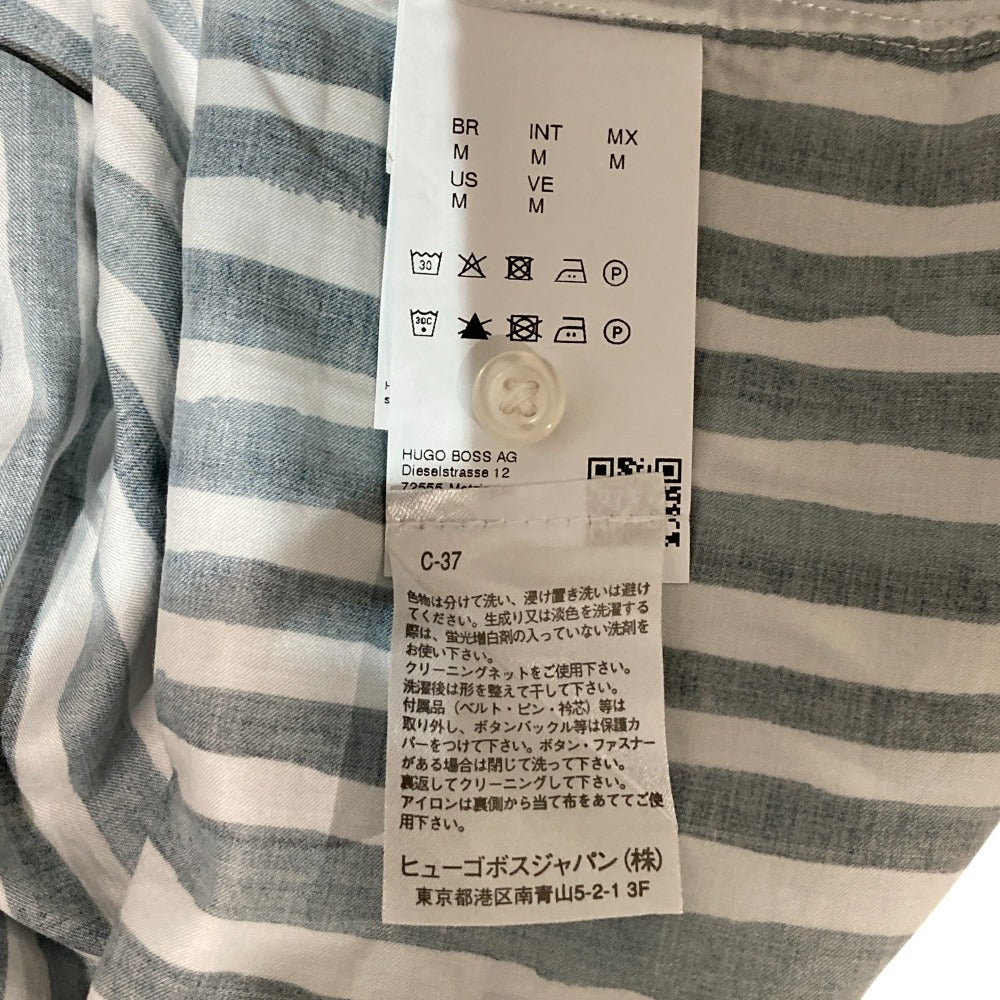 BR INT MX
M M M
US VE
M M
30
30C
P
P
HUGO BOSS AG
Dieselstrasse 12
72555
C-37
色物は分けて洗い、浸け置き洗いは避け
てください。生成り又は淡色を洗濯する
際は、蛍光増白剤の入っていない洗剤を
お使い下さい。
クリーニングネットをご使用下さい。
洗濯後は形を整えて干して下さい。
付属品（ベルト・ピン・衿芯）等は
取り外し、ボタンバックル等は保護カ
バーをつけて下さい。ボタン・ファスナー
がある場合は閉じて洗って下さい。
裏返してクリーニングして下さい。
アイロンは裏側から当て布をあててご使
用下さい。
ヒューゴボスジャパン(株)
東京都港区南青山5-2-1 3F